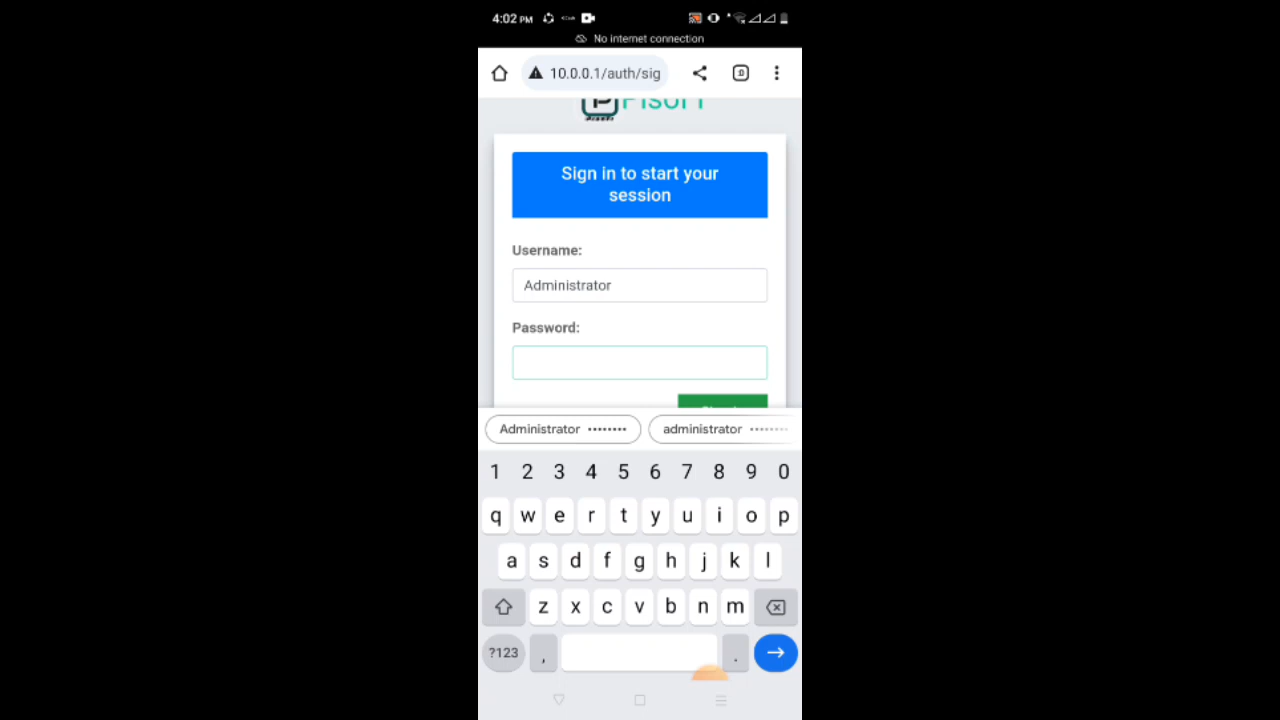 4:02 PM
No internet connection
10.0.0.1/auth/sig
Sign in to start your
session
Username:
Administrator
Password:
Administrator ••••••••
administrator ••••••••
1 2 3 4 5 6 7 8 9 0
q w e r t y u i o p
a s d f g h j k l
z x c v b n m
?123 , .